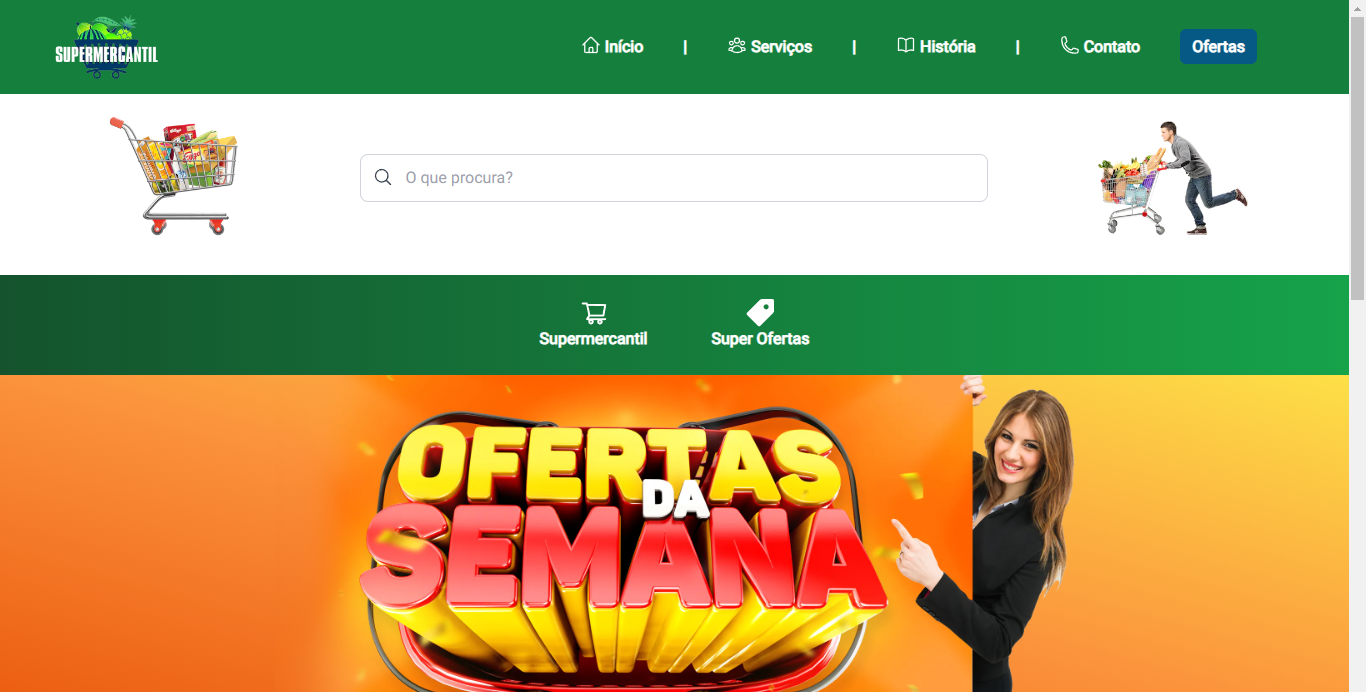 SUPERMERCANTIL
Início | Serviços | História | Contato Ofertas
O que procura?
Supermercantil Super Ofertas
OFERTAS
DA
SEMANA